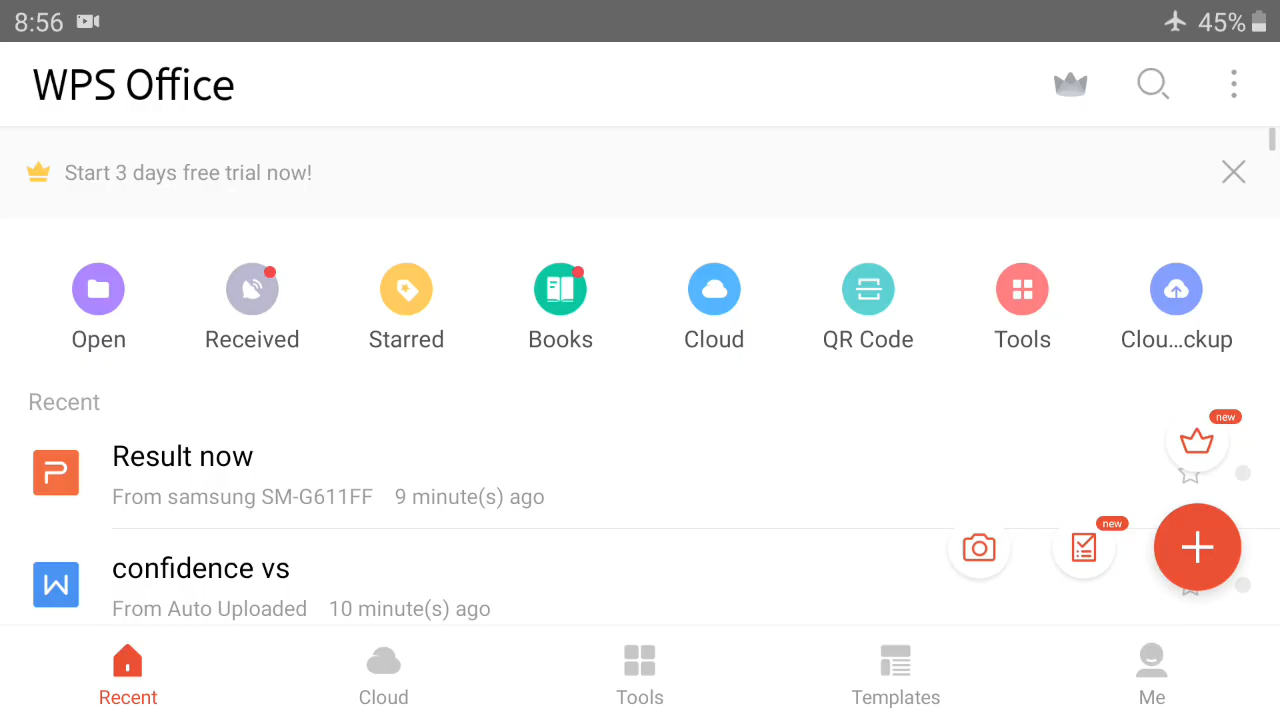 8:56 45%
WPS Office
Start 3 days free trial now!
Open Received Starred Books Cloud QR Code Tools Clou...ckup
Recent
new
Result now
From samsung SM-G611FF 9 minute(s) ago
new
confidence vs
From Auto Uploaded 10 minute(s) ago
Recent Cloud Tools Templates Me